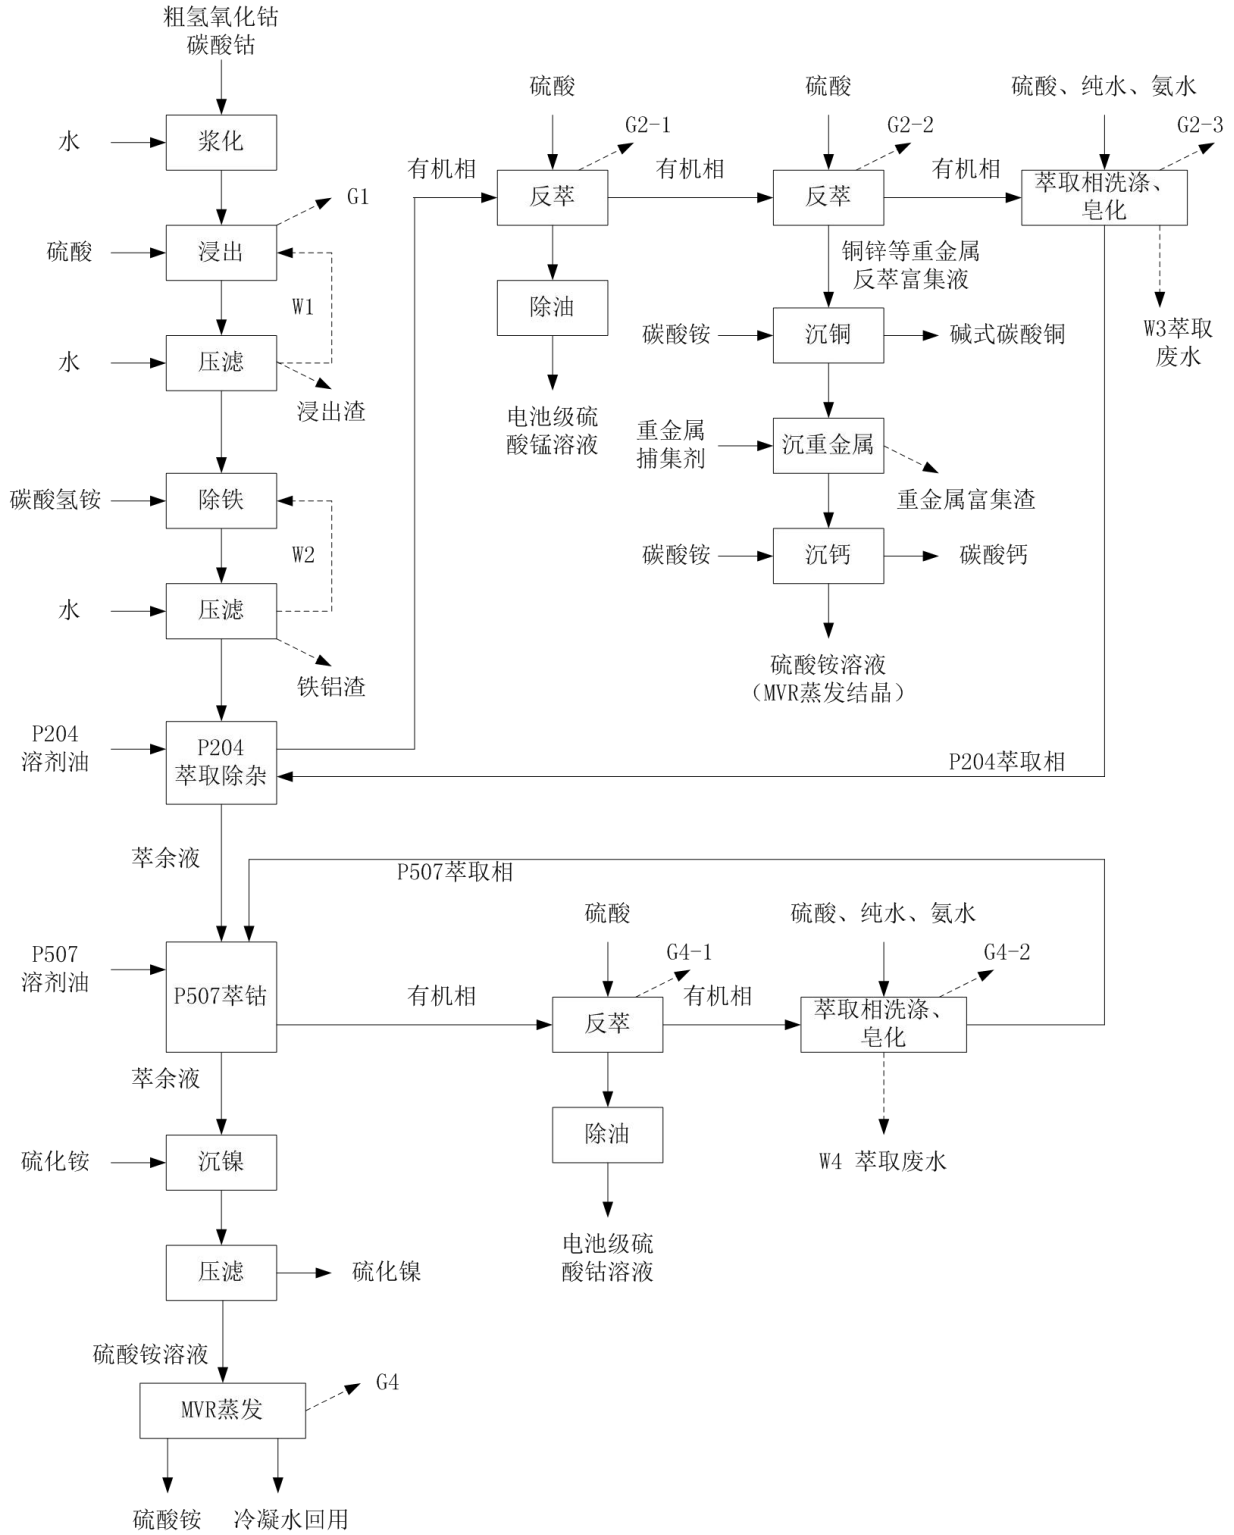 粗氢氧化钴
碳酸钴
水
浆化
硫酸
浸出
G1
W1
水
压滤
浸出渣
碳酸氢铵
除铁
W2
水
压滤
铁铝渣
P204
溶剂油
P204
萃取除杂
有机相
硫酸
反萃
G2-1
除油
电池级硫
酸锰溶液
有机相
硫酸
反萃
G2-2
铜锌等重金属
反萃富集液
碳酸铵
沉铜
碱式碳酸铜
重金属
捕集剂
沉重金属
重金属富集渣
碳酸铵
沉钙
碳酸钙
硫酸铵溶液
（MVR蒸发结晶）
有机相
硫酸、纯水、氨水
萃取相洗涤、
皂化
G2-3
W3萃取
废水
P204萃取相
萃余液
P507萃取相
P507
溶剂油
P507萃钴
有机相
硫酸
反萃
G4-1
除油
电池级硫
酸钴溶液
有机相
硫酸、纯水、氨水
萃取相洗涤、
皂化
G4-2
W4 萃取废水
萃余液
硫化铵
沉镍
压滤
硫化镍
硫酸铵溶液
MVR蒸发
G4
硫酸铵
冷凝水回用